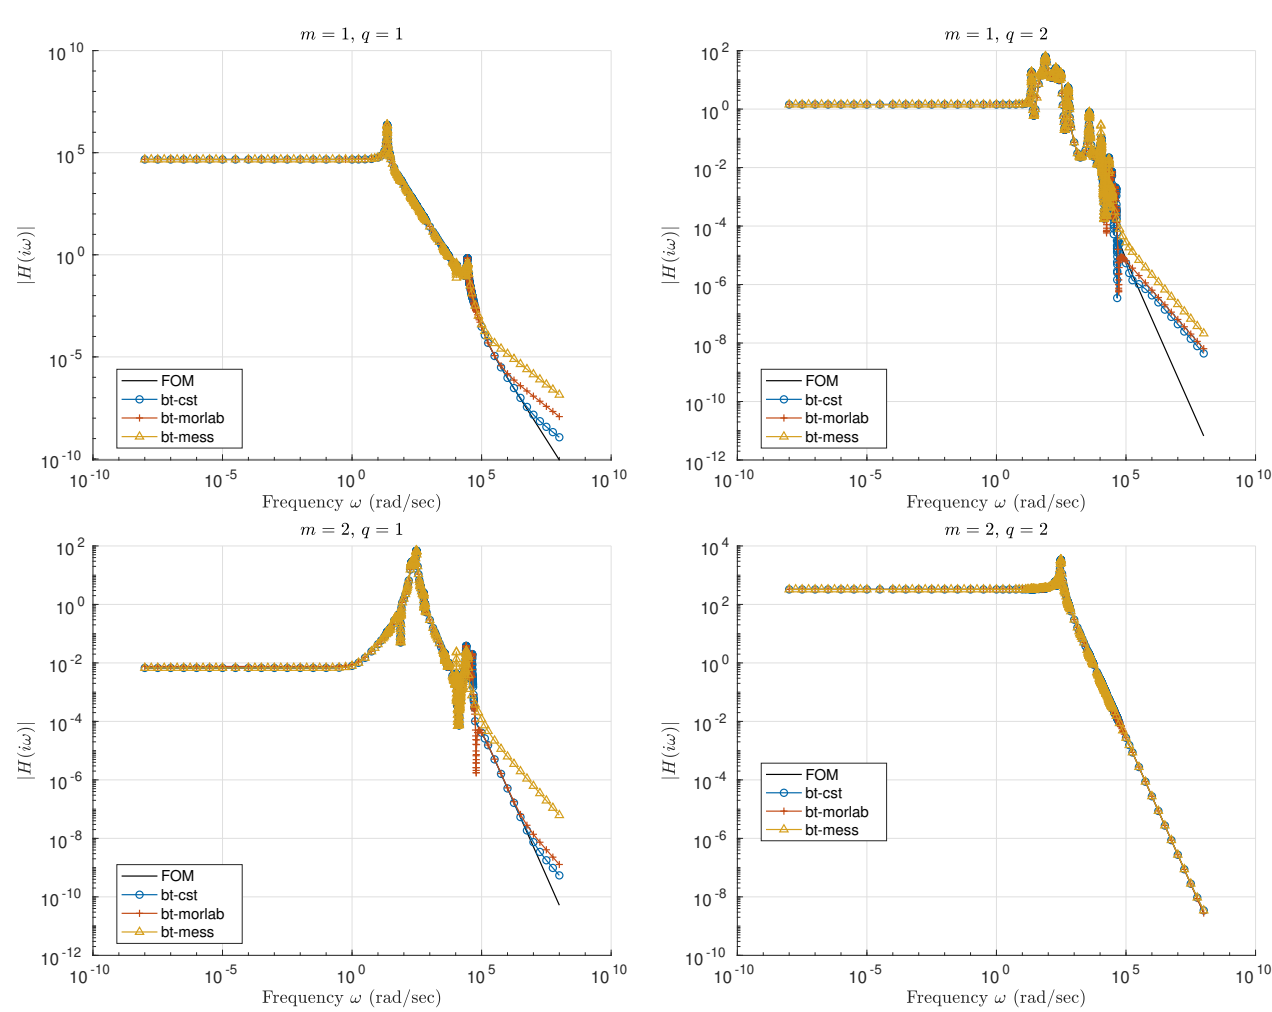 m = 1, q = 1
10^10
10^5
10^0
10^-5
10^-10
|H(iω)|
FOM
bt-cst
bt-morlab
bt-mess
10^-10 10^-5 10^0 10^5 10^10
Frequency ω (rad/sec)
m = 1, q = 2
10^2
10^0
10^-2
10^-4
10^-6
10^-8
10^-10
10^-12
|H(iω)|
FOM
bt-cst
bt-morlab
bt-mess
10^-10 10^-5 10^0 10^5 10^10
Frequency ω (rad/sec)
m = 2, q = 1
10^2
10^0
10^-2
10^-4
10^-6
10^-8
10^-10
10^-12
|H(iω)|
FOM
bt-cst
bt-morlab
bt-mess
10^-10 10^-5 10^0 10^5 10^10
Frequency ω (rad/sec)
m = 2, q = 2
10^4
10^2
10^0
10^-2
10^-4
10^-6
10^-8
10^-10
|H(iω)|
FOM
bt-cst
bt-morlab
bt-mess
10^-10 10^-5 10^0 10^5 10^10
Frequency ω (rad/sec)